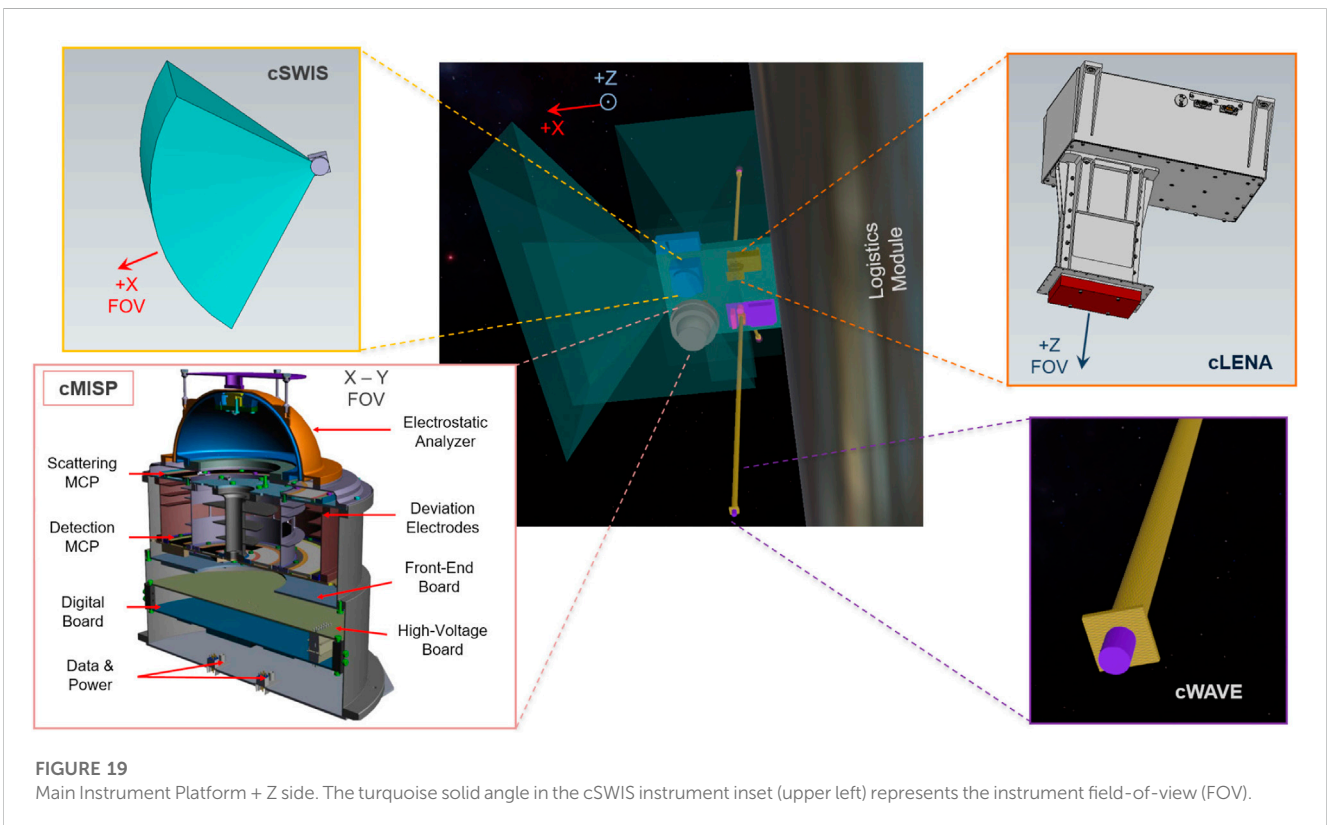 cSWIS
+X
FOV
+Z
+X
Logistics
Module
+Z
FOV
cLENA
cMISP
X – Y
FOV
Electrostatic
Analyzer
Scattering
MCP
Deviation
Electrodes
Detection
MCP
Front-End
Board
Digital
Board
High-Voltage
Board
Data &
Power
cWAVE
FIGURE 19
Main Instrument Platform + Z side. The turquoise solid angle in the cSWIS instrument inset (upper left) represents the instrument field-of-view (FOV).